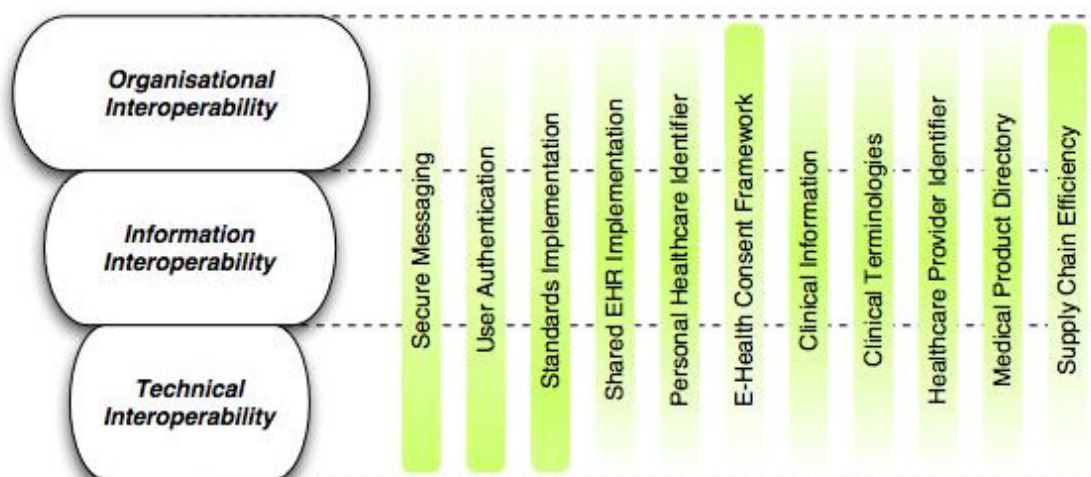 Organisational
Interoperability
Information
Interoperability
Technical
Interoperability
Secure Messaging
User Authentication
Standards Implementation
Shared EHR Implementation
Personal Healthcare Identifier
E-Health Consent Framework
Clinical Information
Clinical Terminologies
Healthcare Provider Identifier
Medical Product Directory
Supply Chain Efficiency